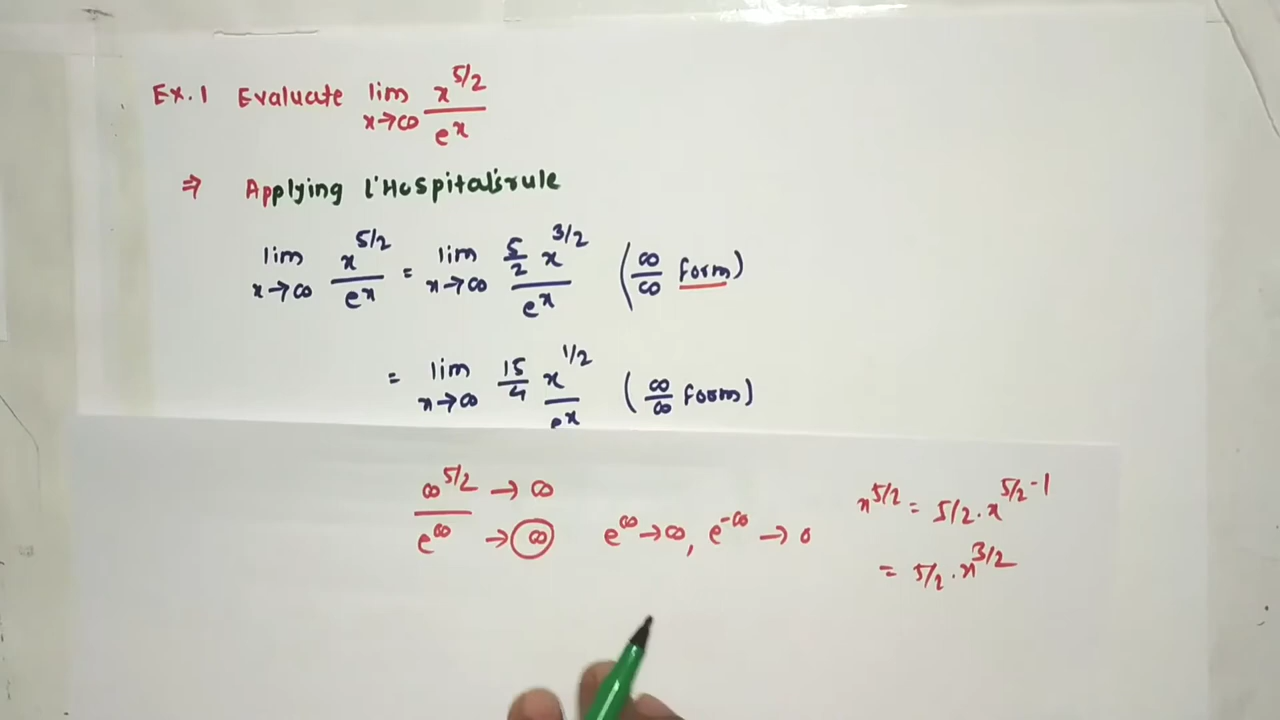 Ex.1 Evaluate lim x→∞ x^5/2 / e^x
⇒ Applying l'Hospital's rule
lim x→∞ x^5/2 / e^x = lim x→∞ 5/2 x^3/2 / e^x (∞/∞ form)
= lim x→∞ 15/4 x^1/2 / e^x (∞/∞ form)
∞^5/2 → ∞
e^∞ → ∞ e^∞ → ∞, e^-∞ → 0
x^5/2 = 5/2 . x^5/2-1
= 5/2 . x^3/2